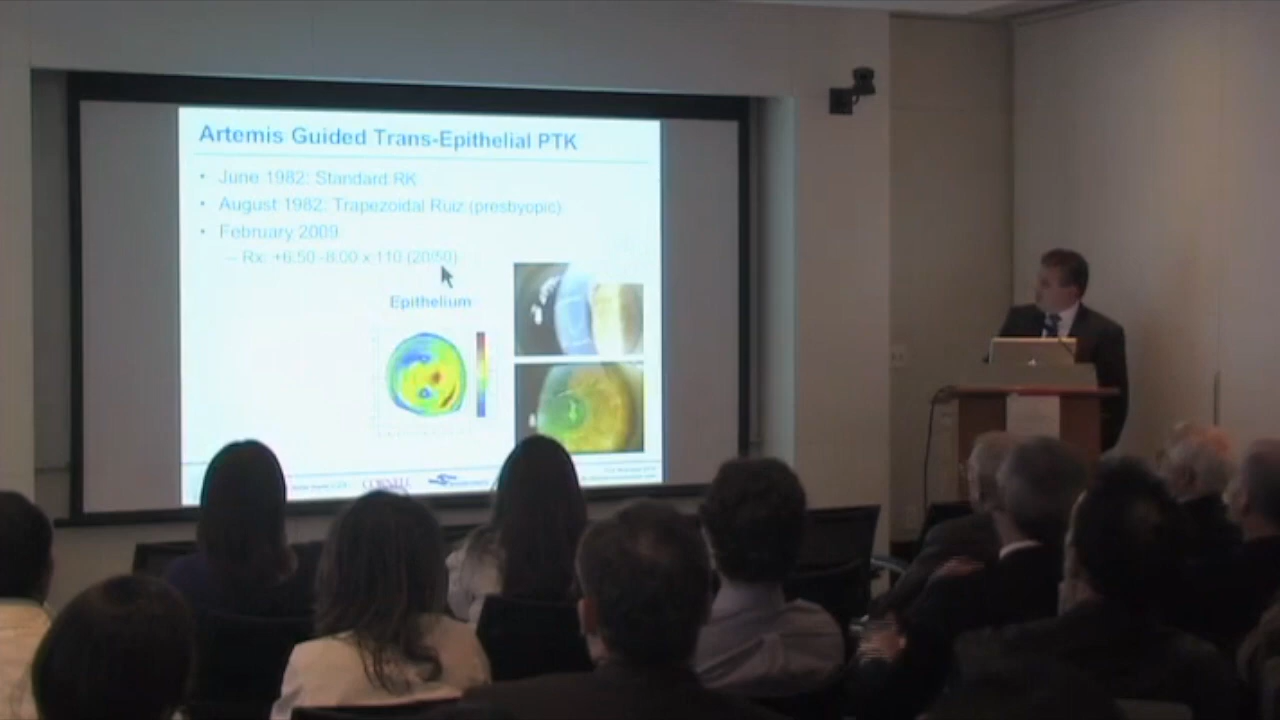 Artemis Guided Trans-Epithelial PTK
• June 1982: Standard RK
• August 1982: Trapezoidal Ruiz (presbyopic)
• February 2009
– Rx: +6.50 -8.00 x 110 (20/50)
Epithelium
CORNELL